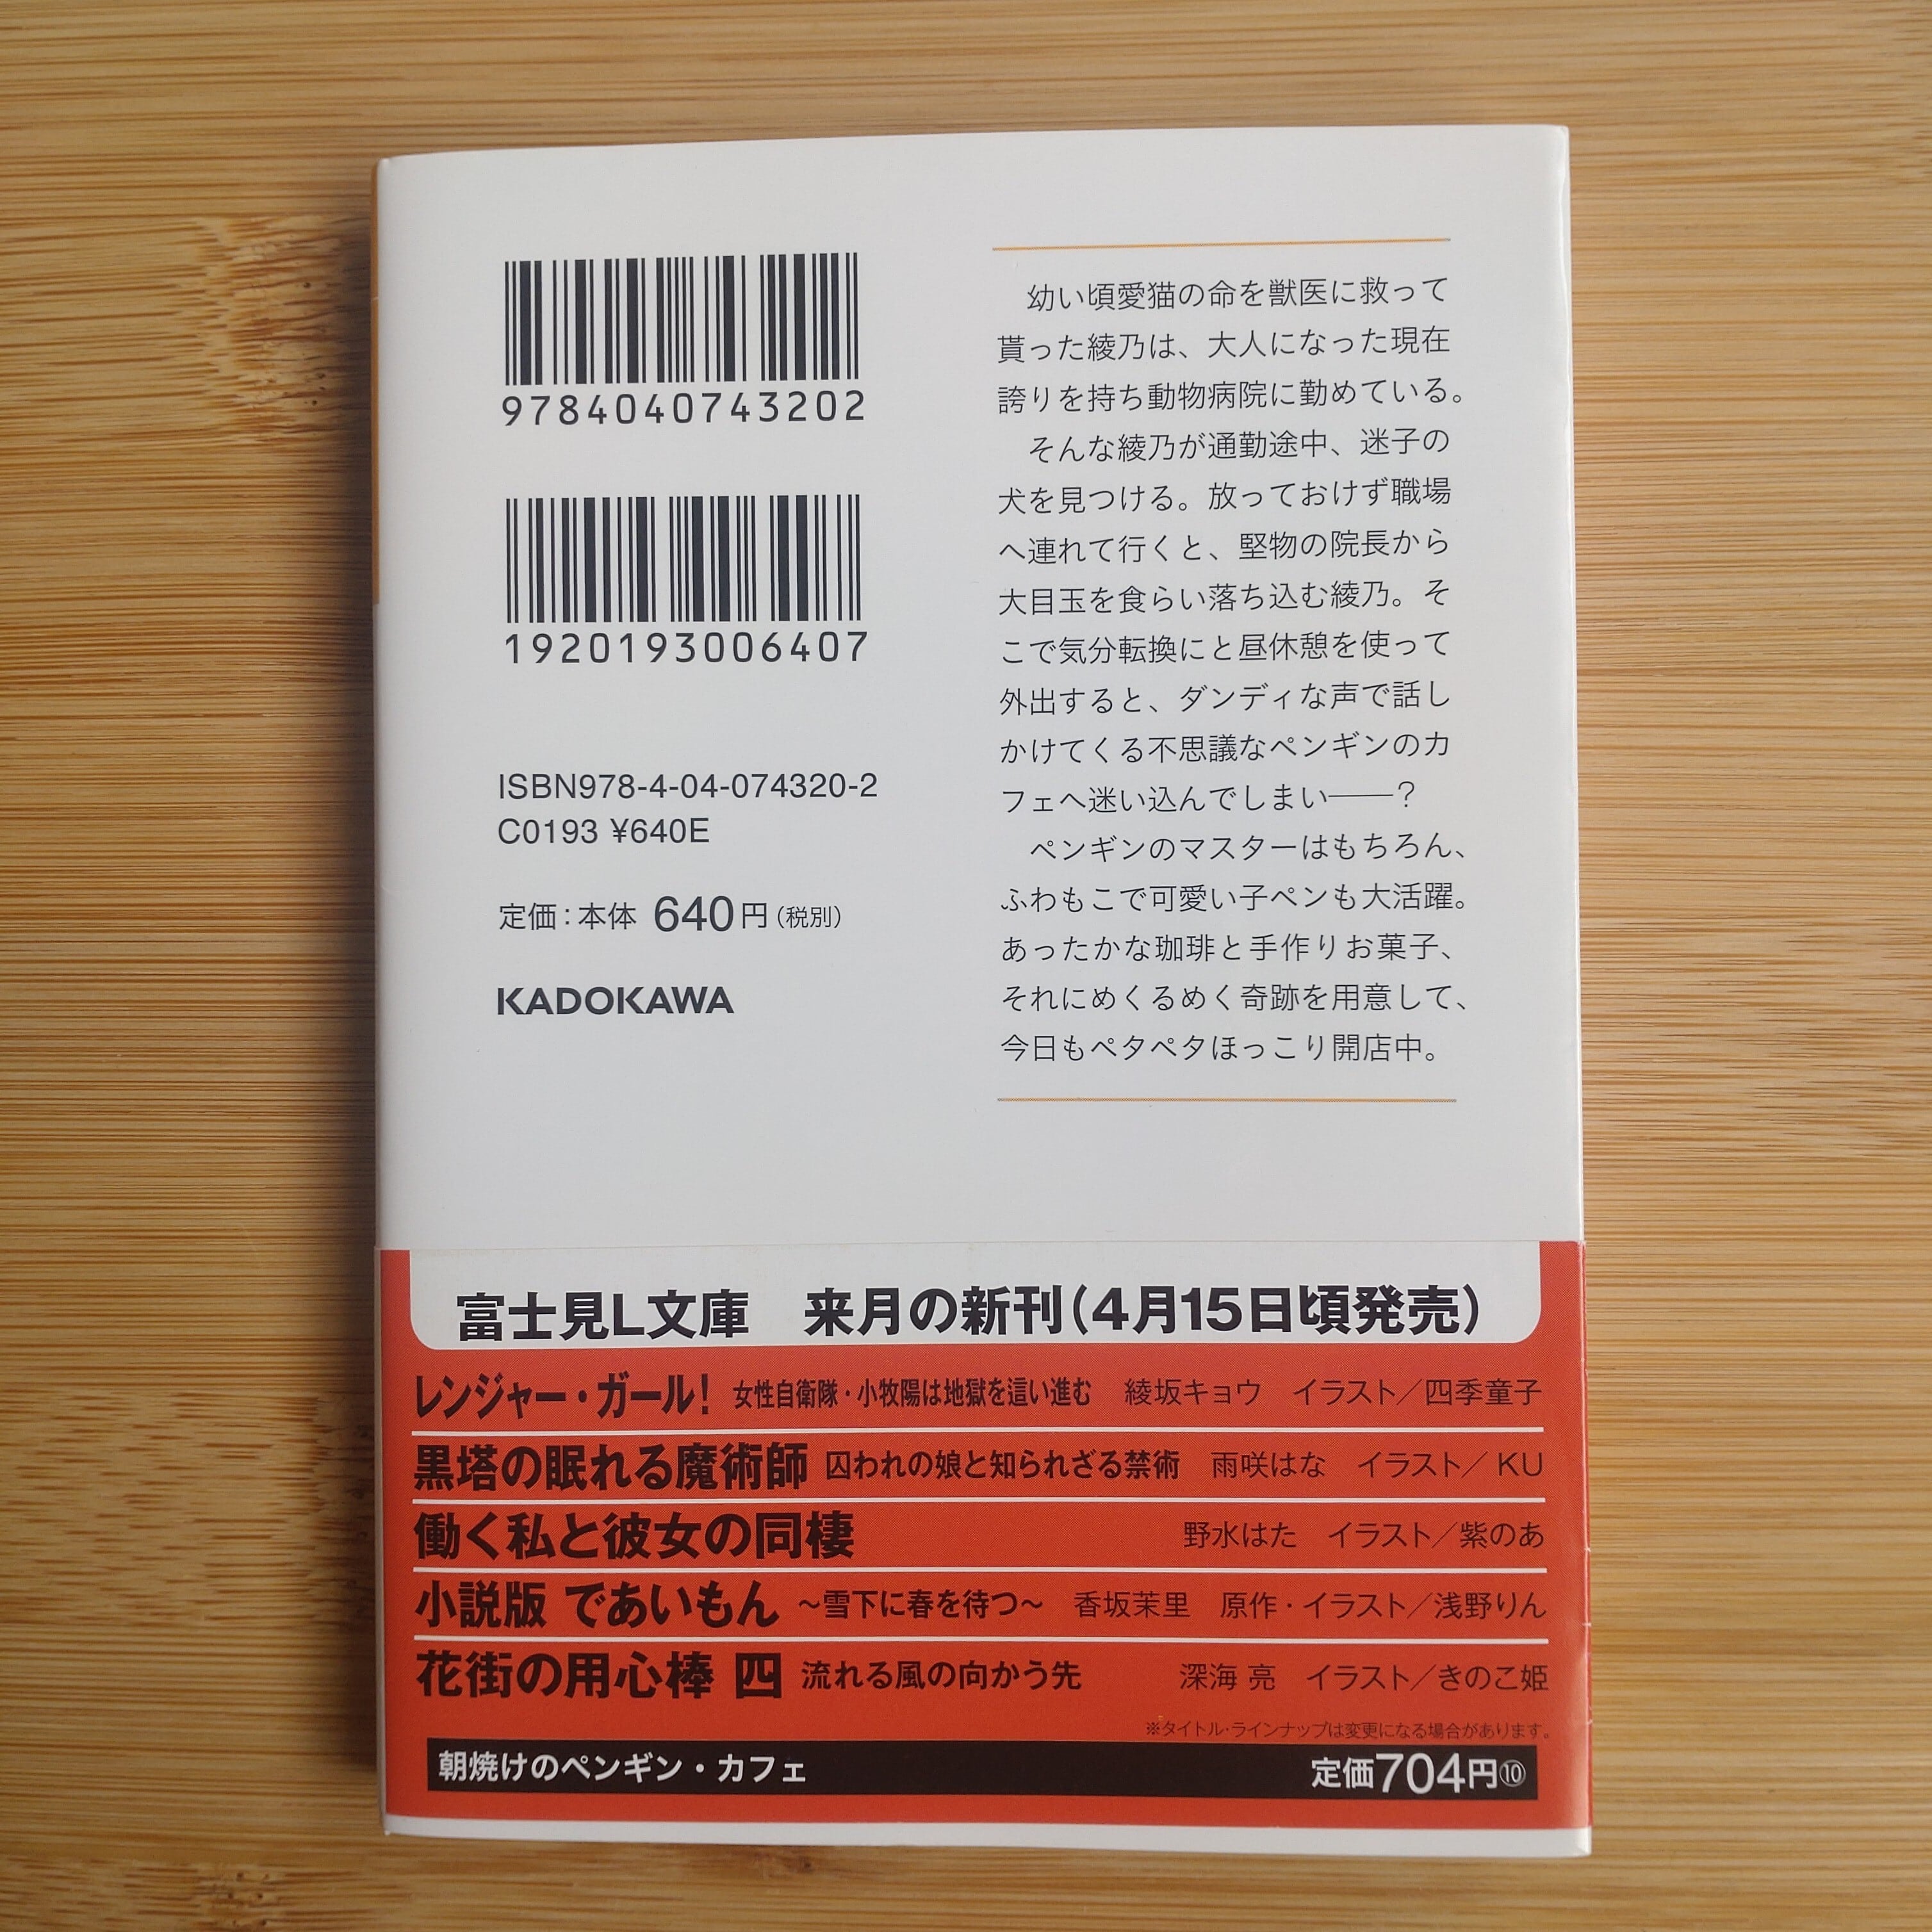 9784040743202
1920193006407
ISBN978-4-04-074320-2
C0193 ¥640E
定価：本体 640円（税別）
KADOKAWA
幼い頃愛猫の命を獣医に救って
貰った綾乃は、大人になった現在
誇りを持ち動物病院に勤めている。
そんな綾乃が通勤途中、迷子の
犬を見つける。放っておけず職場
へ連れて行くと、堅物の院長から
大目玉を食らい落ち込む綾乃。そ
こで気分転換にと昼休憩を使って
外出すると、ダンディな声で話し
かけてくる不思議なペンギンのカ
フェへ迷い込んでしまい――？
ペンギンのマスターはもちろん、
ふわもこで可愛い子ペンも大活躍。
あったかな珈琲と手作りお菓子、
それにめくるめく奇跡を用意して、
今日もペタペタほっこり開店中。
富士見L文庫　来月の新刊（4月15日頃発売）
レンジャー・ガール！ 女性自衛隊・小牧陽は地獄を這い進む　綾坂キョウ　イラスト／四季童子
黒塔の眠れる魔術師 囚われの娘と知られざる禁術　雨咲はな　イラスト／KU
働く私と彼女の同棲　野水はた　イラスト／紫のあ
小説版 であいもん ～雪下に春を待つ～　香坂茉里　原作・イラスト／浅野りん
花街の用心棒 四 流れる風の向かう先　深海 亮　イラスト／きのこ姫
※タイトル・ラインナップは変更になる場合があります。
朝焼けのペンギン・カフェ　定価704円⑩